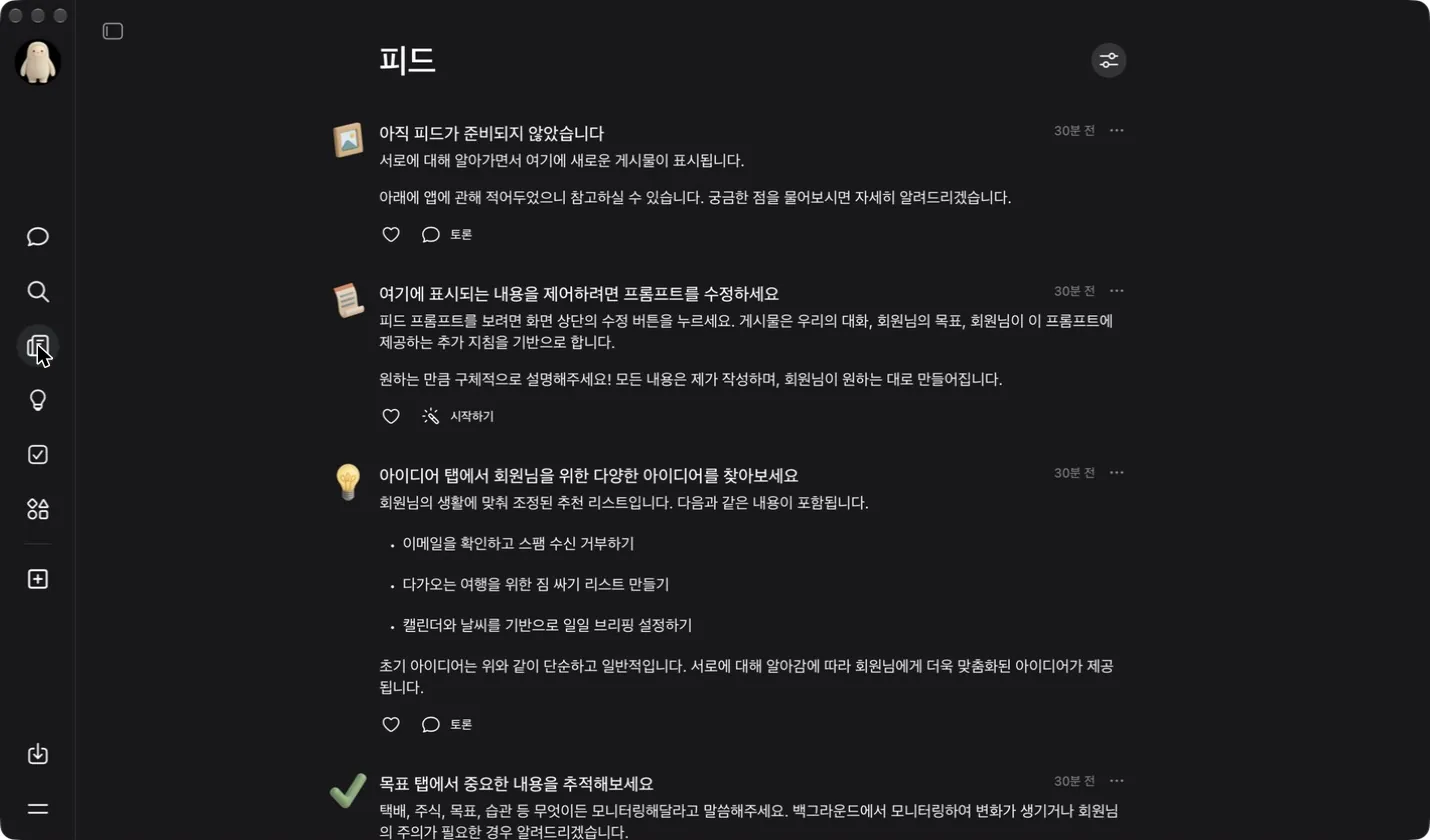 피드
아직 피드가 준비되지 않았습니다
30분 전
서로에 대해 알아가면서 여기에 새로운 게시물이 표시됩니다.
아래에 앱에 관해 적어두었으니 참고하실 수 있습니다. 궁금한 점을 물어보시면 자세히 알려드리겠습니다.
토론
여기에 표시되는 내용을 제어하려면 프롬프트를 수정하세요
30분 전
피드 프롬프트를 보려면 화면 상단의 수정 버튼을 누르세요. 게시물은 우리의 대화, 회원님의 목표, 회원님이 이 프롬프트에
제공하는 추가 지침을 기반으로 합니다.
원하는 만큼 구체적으로 설명해주세요! 모든 내용은 제가 작성하며, 회원님이 원하는 대로 만들어집니다.
시작하기
아이디어 탭에서 회원님을 위한 다양한 아이디어를 찾아보세요
30분 전
회원님의 생활에 맞춰 조정된 추천 리스트입니다. 다음과 같은 내용이 포함됩니다.
• 이메일을 확인하고 스팸 수신 거부하기
• 다가오는 여행을 위한 짐 싸기 리스트 만들기
• 캘린더와 날씨를 기반으로 일일 브리핑 설정하기
초기 아이디어는 위와 같이 단순하고 일반적입니다. 서로에 대해 알아감에 따라 회원님에게 더욱 맞춤화된 아이디어가 제공
됩니다.
토론
목표 탭에서 중요한 내용을 추적해보세요
30분 전
택배, 주식, 목표, 습관 등 무엇이든 모니터링해달라고 말씀해주세요. 백그라운드에서 모니터링하여 변화가 생기거나 회원님
의 주의가 필요한 경우 알려드리겠습니다.